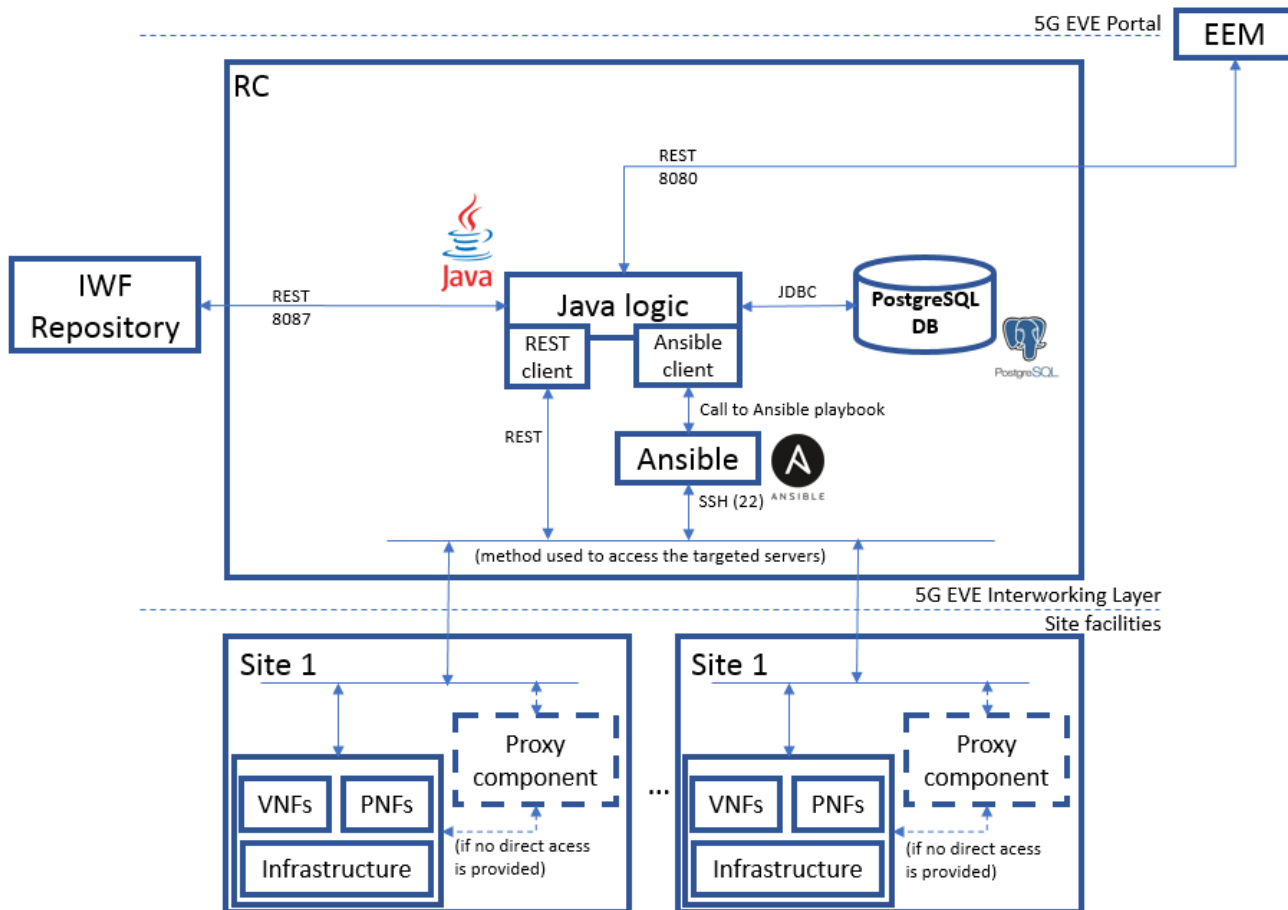 5G EVE Portal
EEM
RC
REST
8080
Java
IWF
Repository
REST
8087
Java logic
JDBC
PostgreSQL
DB
REST
client
Ansible
client
PostgreSQL
Call to Ansible playbook
REST
Ansible
ANSIBLE
SSH (22)
(method used to access the targeted servers)
5G EVE Interworking Layer
Site facilities
Site 1
Proxy
component
VNFs
PNFs
Infrastructure
(if no direct acess
is provided)
...
Site 1
Proxy
component
VNFs
PNFs
Infrastructure
(if no direct acess
is provided)